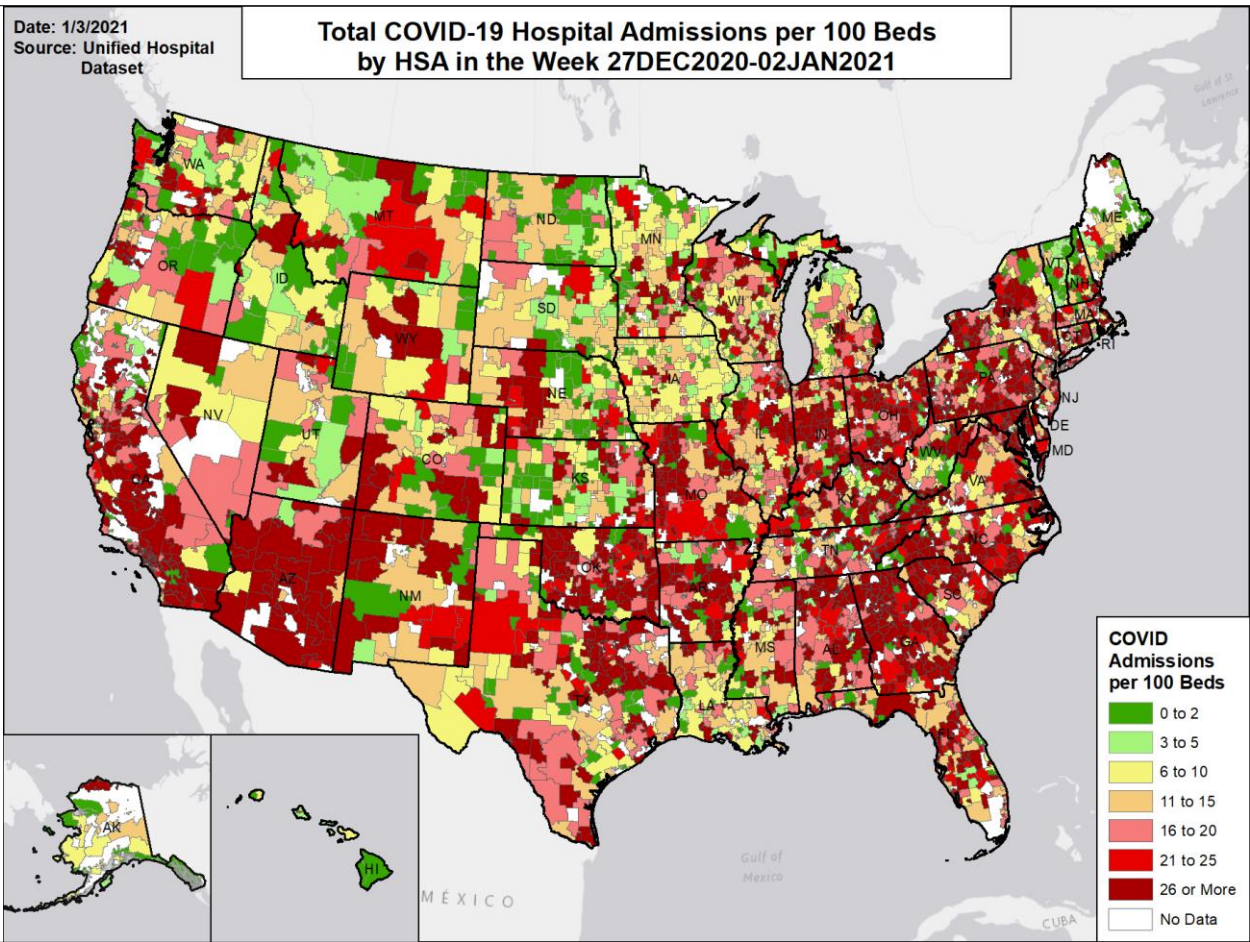 Date: 1/3/2021
Source: Unified Hospital
Dataset
Total COVID-19 Hospital Admissions per 100 Beds
by HSA in the Week 27DEC2020-02JAN2021
Gulf of St. Lawrence
WA
MT
ND
MN
ME
OR
ID
SD
WI
VT
NH
NY
MA
WY
MI
CT
RI
IA
NE
PA
NJ
NV
UT
CO
IL
IN
OH
DE
MD
KS
MO
WV
VA
CA
KY
NC
TN
AZ
NM
OK
AR
SC
MS
AL
GA
TX
LA
FL
AK
HI
MÉXICO
Gulf of
Mexico
CUBA
COVID
Admissions
per 100 Beds
0 to 2
3 to 5
6 to 10
11 to 15
16 to 20
21 to 25
26 or More
No Data